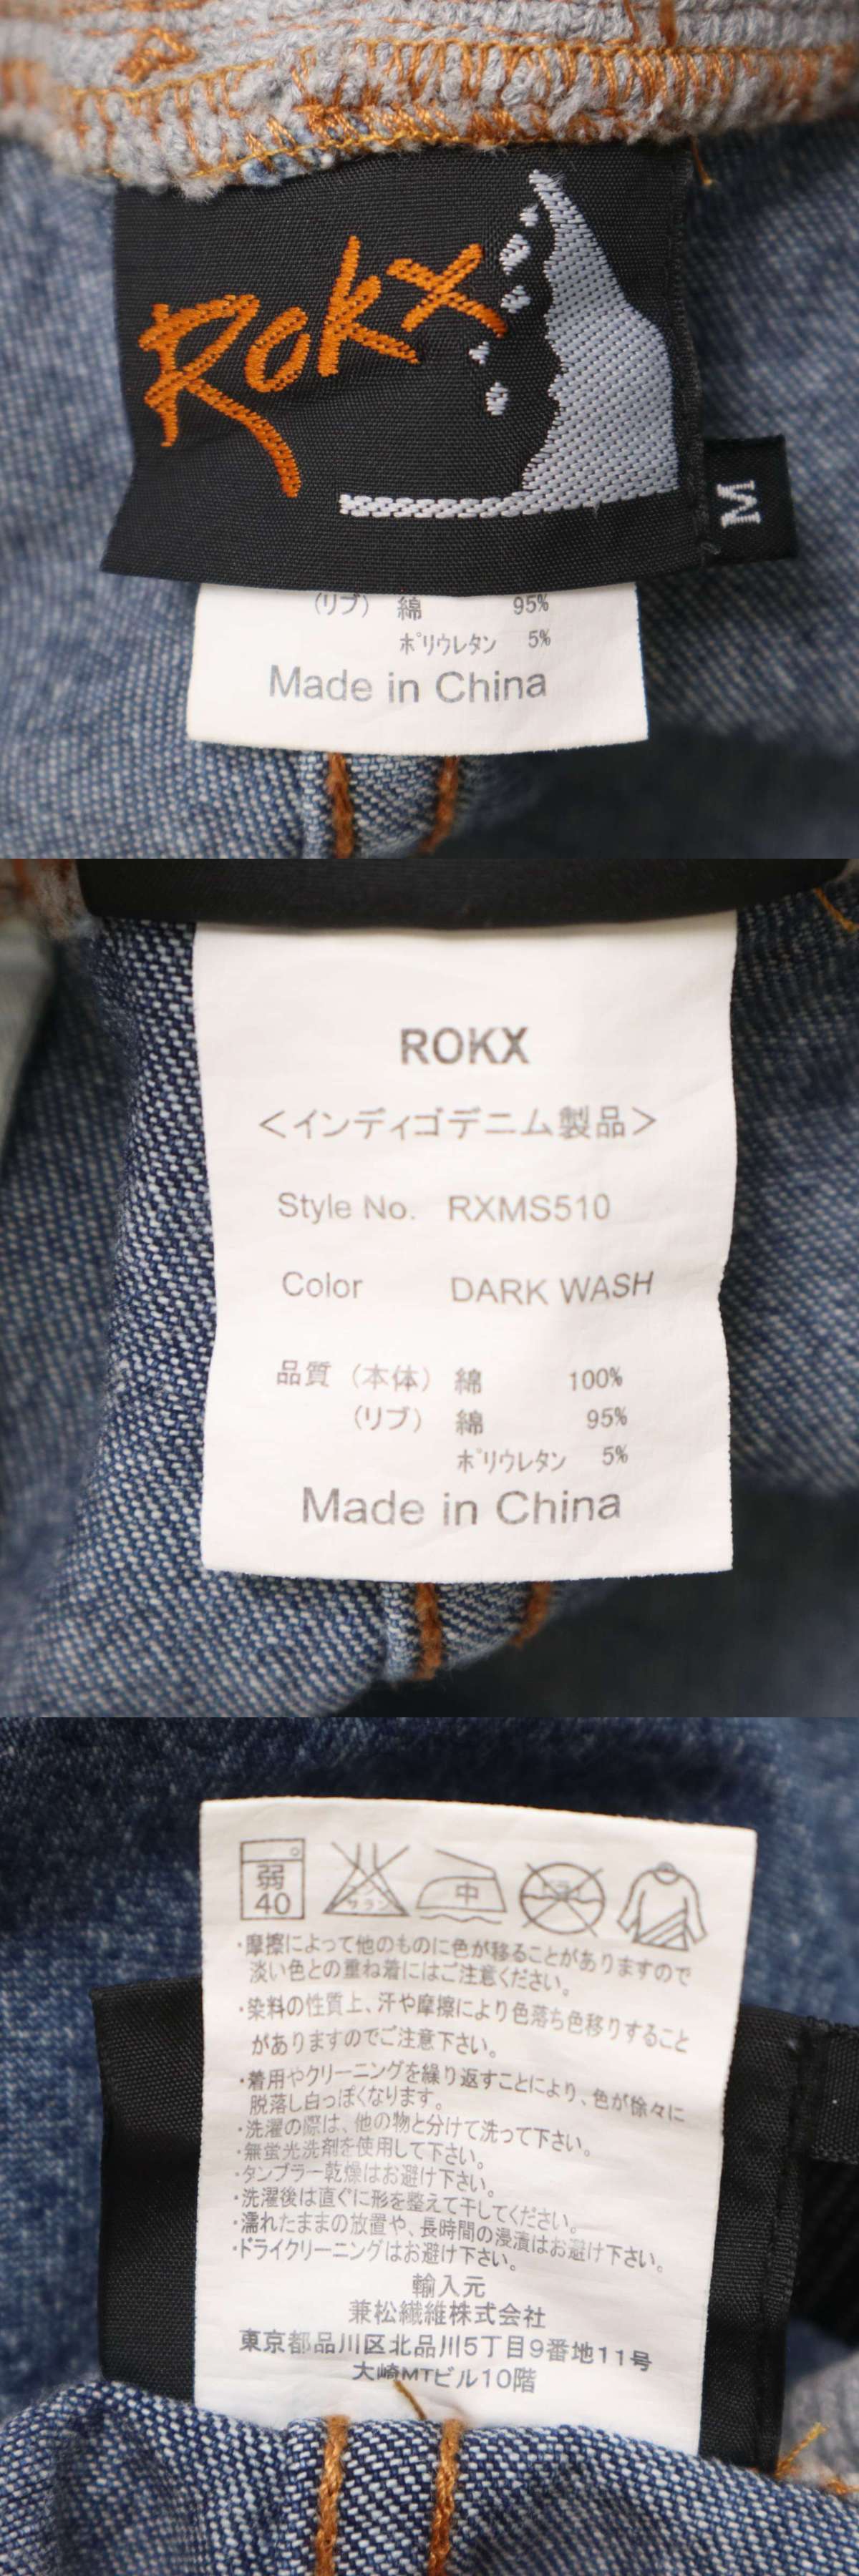 Rokx
M
(リブ) 綿 95%
ポリウレタン 5%
Made in China
ROKX
＜インディゴデニム製品＞
Style No. RXMS510
Color DARK WASH
品質 (本体) 綿 100%
(リブ) 綿 95%
ポリウレタン 5%
Made in China
弱
40
サラシ
中
ドライ
・摩擦によって他のものに色が移ることがありますので
淡い色との重ね着にはご注意ください。
・染料の性質上、汗や摩擦により色落ち色移りすること
がありますのでご注意下さい。
・着用やクリーニングを繰り返すことにより、色が徐々に
脱落し白っぽくなります。
・洗濯の際は、他の物と分けて洗って下さい。
・無蛍光洗剤を使用して下さい。
・タンブラー乾燥はお避け下さい。
・洗濯後は直ぐに形を整えて干してください。
・濡れたままの放置や、長時間の浸漬はお避け下さい。
・ドライクリーニングはお避け下さい。
輸入元
兼松繊維株式会社
東京都品川区北品川5丁目9番地11号
大崎MTビル10階